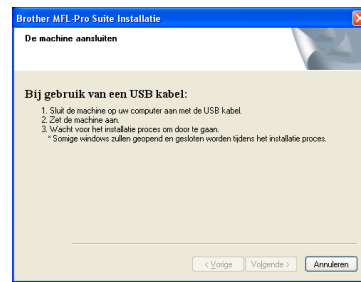 Brother MFL-Pro Suite Installatie
De machine aansluiten
Bij gebruik van een USB kabel:
1. Sluit de machine op uw computer aan met de USB kabel.
2. Zet de machine aan.
3. Wacht voor het installatie proces om door te gaan.
* Somige windows zullen geopend en gesloten worden tijdens het installatie proces.
< Vorige
Volgende >
Annuleren